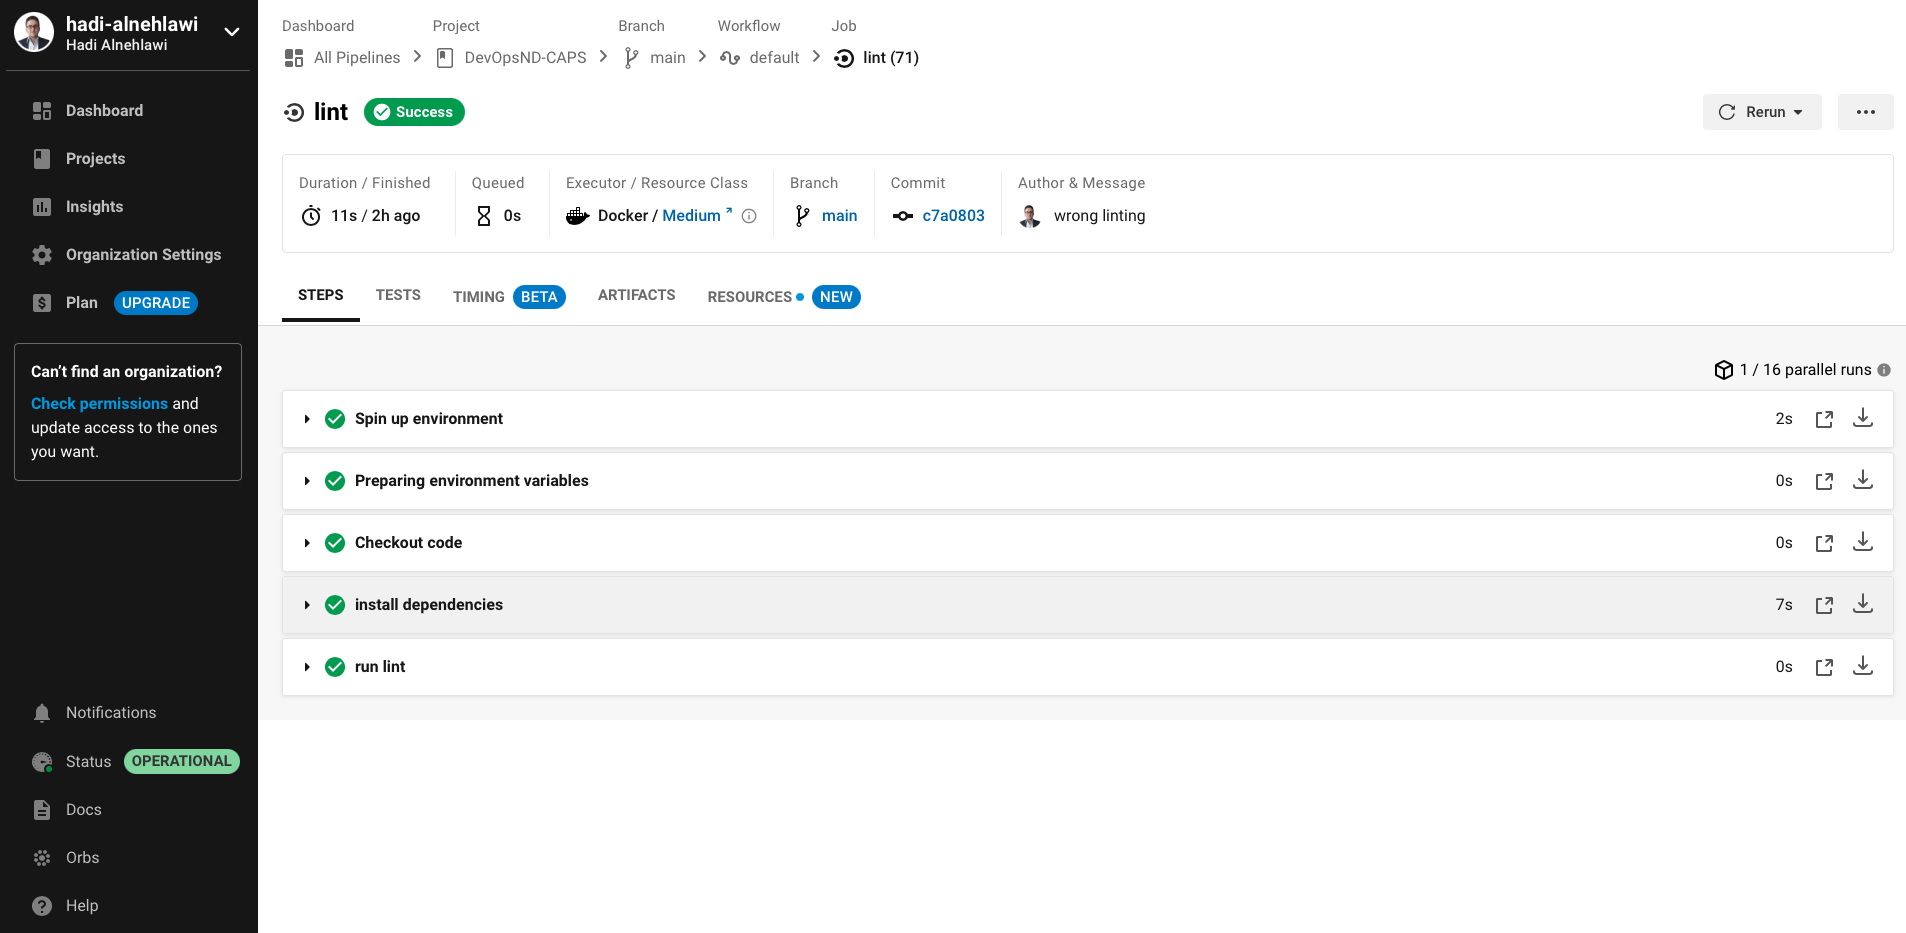 hadi-alnehlawi
Hadi Alnehlawi
Dashboard
Projects
Insights
Organization Settings
Plan UPGRADE
Can't find an organization?
Check permissions and
update access to the ones
you want.
Notifications
Status OPERATIONAL
Docs
Orbs
Help
Dashboard Project Branch Workflow Job
All Pipelines DevOpsND-CAPS main default lint (71)
lint Success
Rerun
Duration / Finished Queued Executor / Resource Class Branch Commit Author & Message
11s / 2h ago 0s Docker / Medium main c7a0803 wrong linting
STEPS TESTS TIMING BETA ARTIFACTS RESOURCES NEW
1 / 16 parallel runs
Spin up environment 2s
Preparing environment variables 0s
Checkout code 0s
install dependencies 7s
run lint 0s